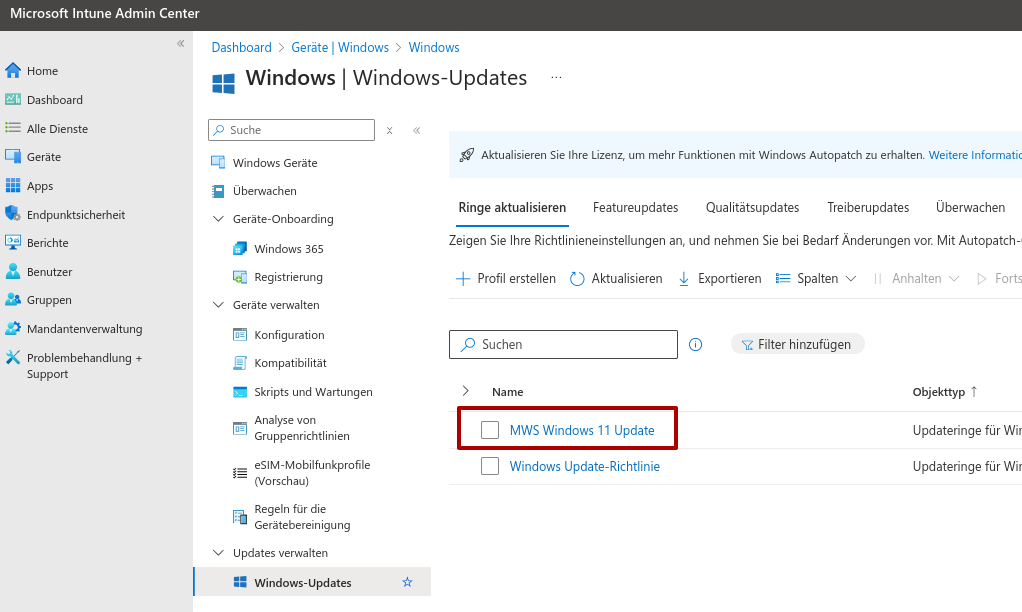 Microsoft Intune Admin Center
Home
Dashboard
Alle Dienste
Geräte
Apps
Endpunktsicherheit
Berichte
Benutzer
Gruppen
Mandantenverwaltung
Problembehandlung +
Support
Dashboard > Geräte | Windows > Windows
Windows | Windows-Updates ...
Suche
Windows Geräte
Überwachen
Geräte-Onboarding
Windows 365
Registrierung
Geräte verwalten
Konfiguration
Kompatibilität
Skripts und Wartungen
Analyse von
Gruppenrichtlinien
eSIM-Mobilfunkprofile
(Vorschau)
Regeln für die
Gerätebereinigung
Updates verwalten
Windows-Updates
Aktualisieren Sie Ihre Lizenz, um mehr Funktionen mit Windows Autopatch zu erhalten. Weitere Informatio
Ringe aktualisieren Featureupdates Qualitätsupdates Treiberupdates Überwachen
Zeigen Sie Ihre Richtlinieneinstellungen an, und nehmen Sie bei Bedarf Änderungen vor. Mit Autopatch-
Profil erstellen Aktualisieren Exportieren Spalten Anhalten Forts
Suchen Filter hinzufügen
Name Objekttyp ↑
MWS Windows 11 Update Updateringe für Win
Windows Update-Richtlinie Updateringe für Win